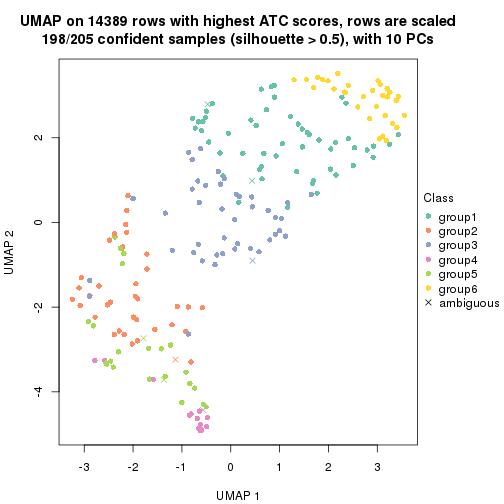 UMAP on 14389 rows with highest ATC scores, rows are scaled
198/205 confident samples (silhouette > 0.5), with 10 PCs
UMAP 2
2
0
-2
-4
-3
-2
-1
0
1
2
3
UMAP 1
Class
group1
group2
group3
group4
group5
group6
ambiguous